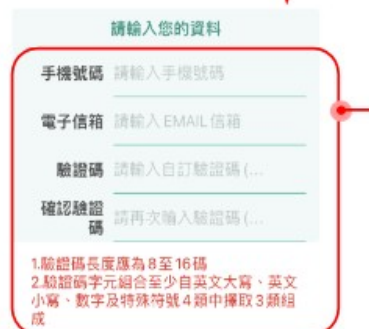 請輸入您的資料
手機號碼 請輸入手機號碼
電子信箱 請輸入 EMAIL 信箱
驗證碼 請輸入自訂驗證碼 (...
確認驗證
碼 請再次輸入驗證碼 (...
1.驗證碼長度應為8至16碼
2.驗證碼字元組合至少自英文大寫、英文
小寫、數字及特殊符號4類中擇取3類組
成